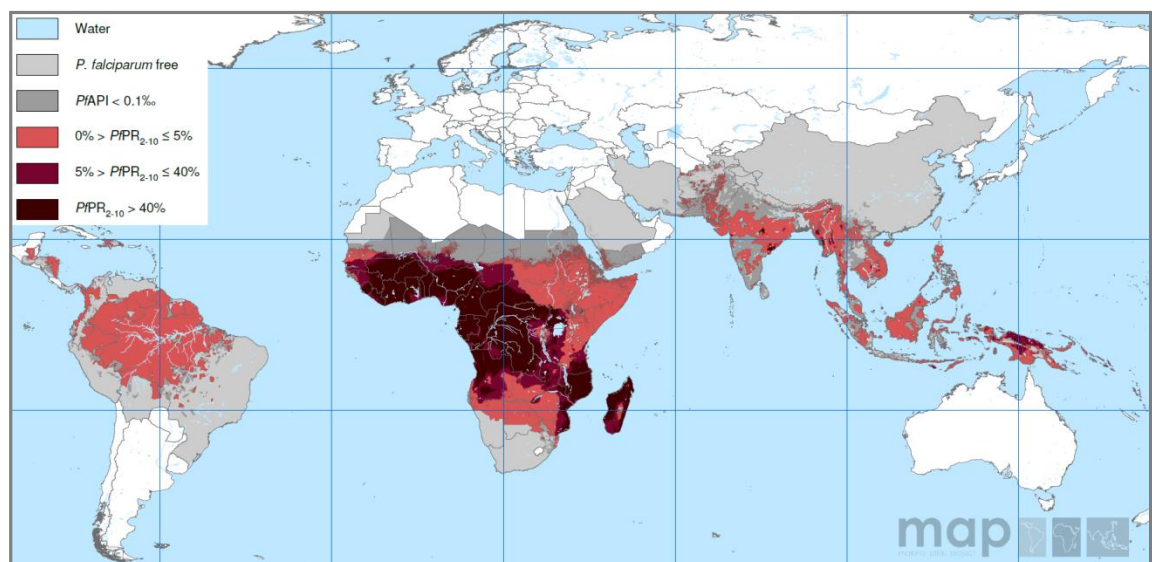 Water
P. falciparum free
PfAPI < 0.1‰
0% > PfPR2-10 ≤ 5%
5% > PfPR2-10 ≤ 40%
PfPR2-10 > 40%
map